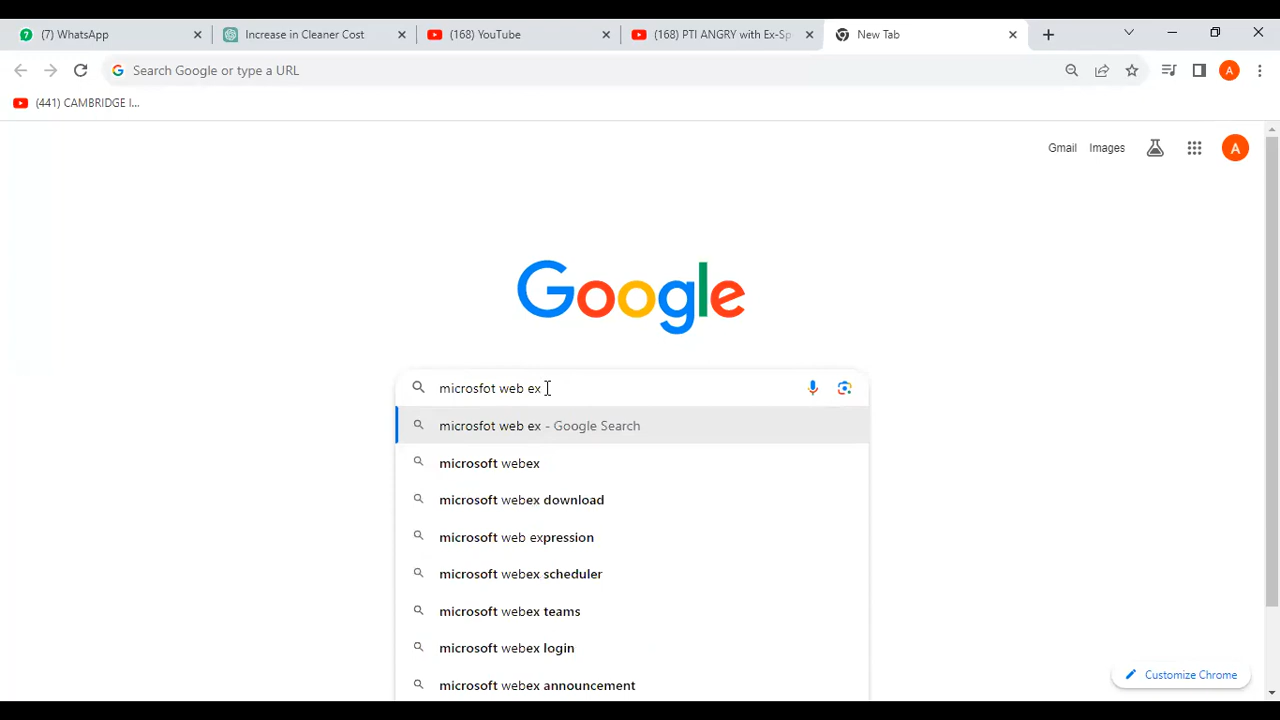 (7) WhatsApp
Increase in Cleaner Cost
(168) YouTube
(168) PTI ANGRY with Ex-Sp
New Tab
Search Google or type a URL
A
(441) CAMBRIDGE I...
Gmail Images
A
Google
microsfot web ex
microsfot web ex - Google Search
microsoft webex
microsoft webex download
microsoft web expression
microsoft webex scheduler
microsoft webex teams
microsoft webex login
microsoft webex announcement
Customize Chrome